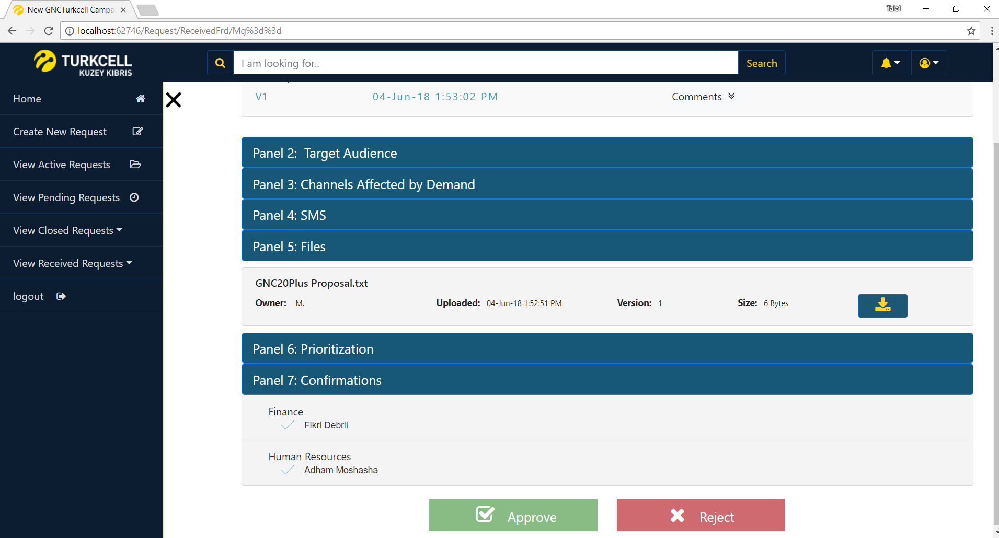 New GNCTurkcell Campa
Talal
localhost:62746/Request/ReceivedFrd/Mg%3d%3d
TURKCELL
KUZEY KIBRIS
I am looking for..
Search
Home
Create New Request
View Active Requests
View Pending Requests
View Closed Requests
View Received Requests
logout
V1 04-Jun-18 1:53:02 PM Comments
Panel 2: Target Audience
Panel 3: Channels Affected by Demand
Panel 4: SMS
Panel 5: Files
GNC20Plus Proposal.txt
Owner: M. Uploaded: 04-Jun-18 1:52:51 PM Version: 1 Size: 6 Bytes
Panel 6: Prioritization
Panel 7: Confirmations
Finance
Fikri Debrli
Human Resources
Adham Moshasha
Approve
Reject